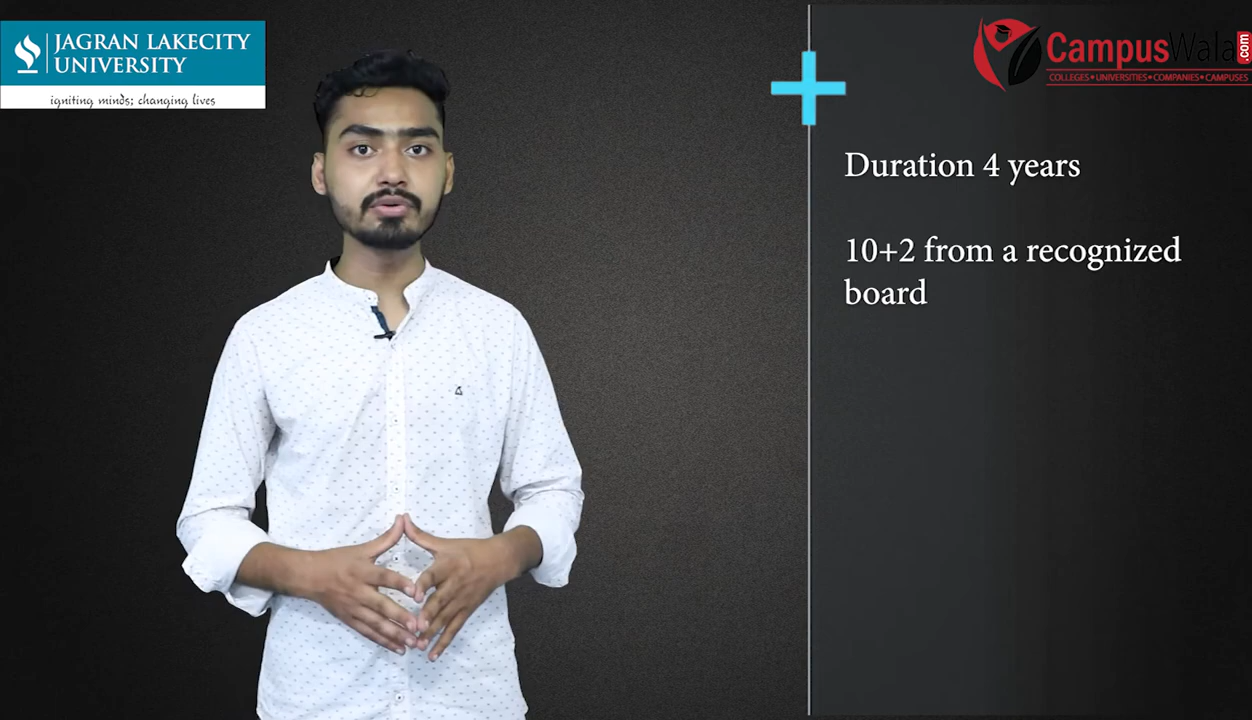 JAGRAN LAKECITY
UNIVERSITY
igniting minds; changing lives
CampusWala.com
COLLEGES • UNIVERSITIES • COMPANIES • CAMPUSES
Duration 4 years
10+2 from a recognized
board